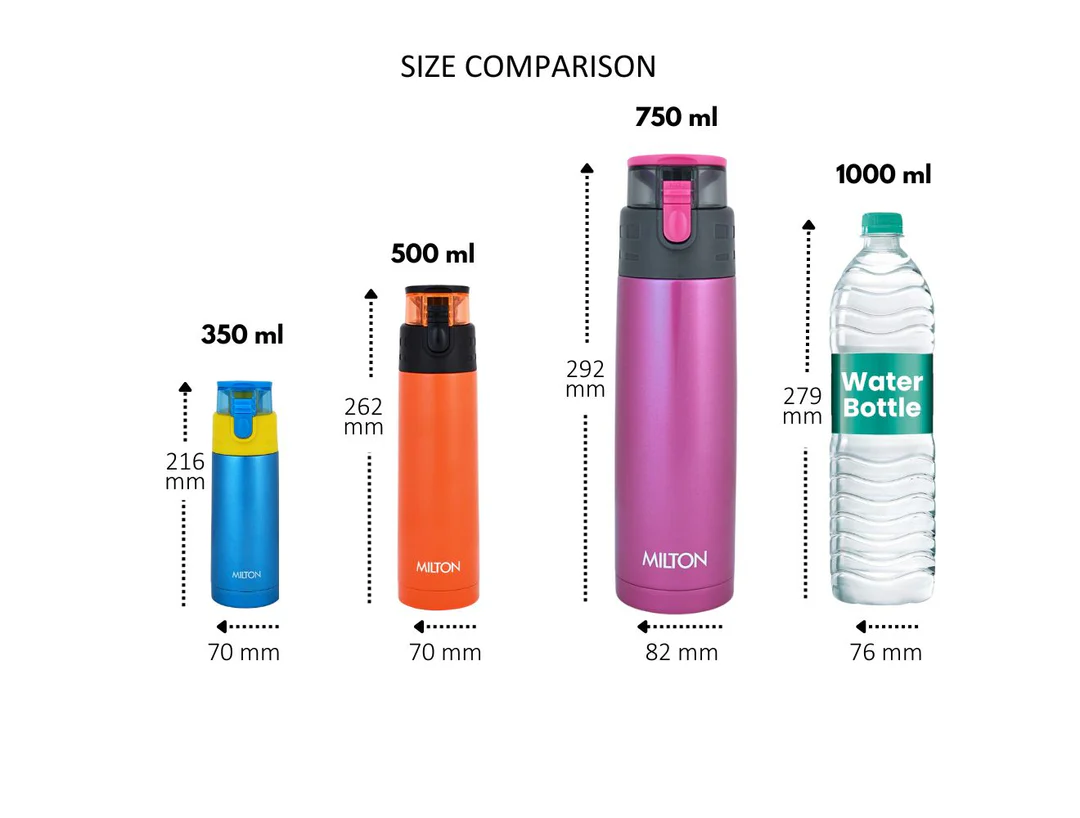 SIZE COMPARISON
350 ml
216
mm
MILTON
70 mm
500 ml
262
mm
MILTON
70 mm
750 ml
292
mm
MILTON
82 mm
1000 ml
279
mm
Water
Bottle
76 mm